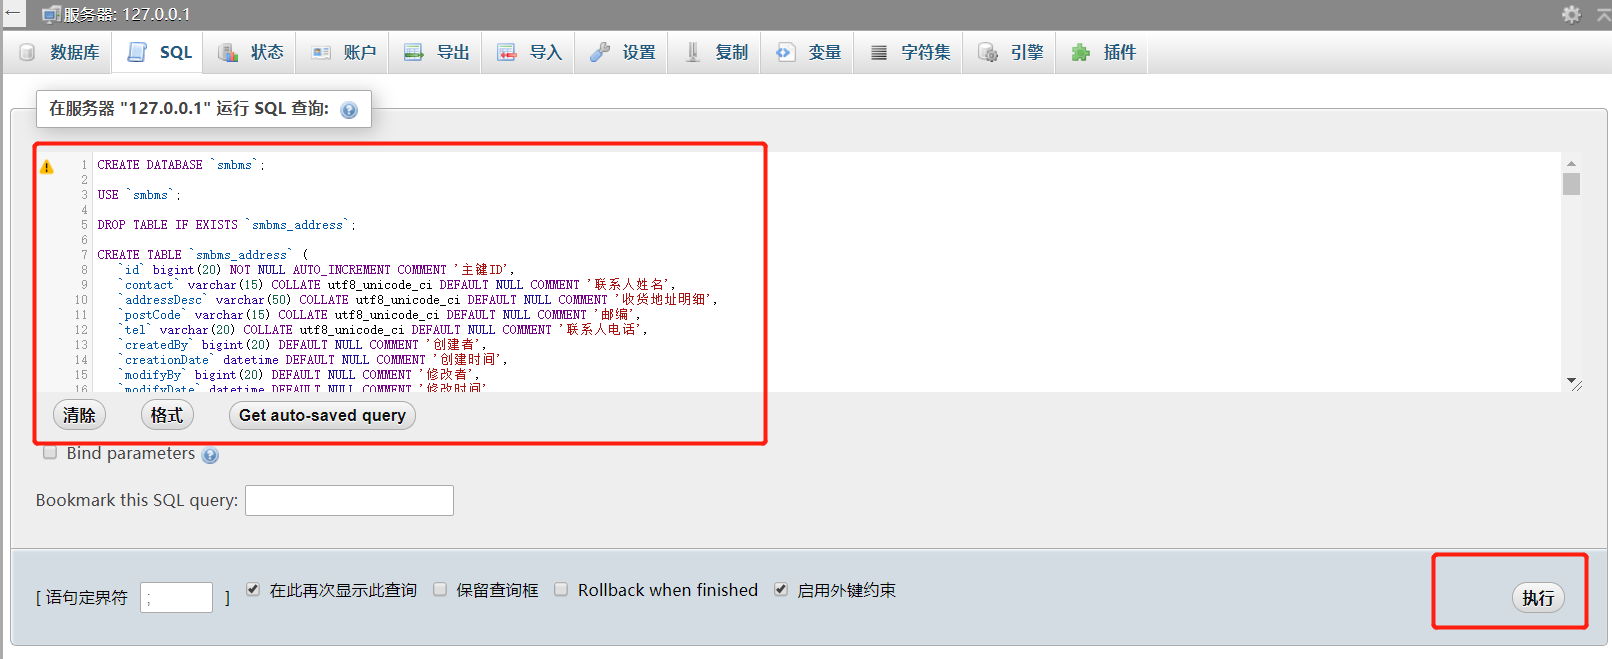 服务器: 127.0.0.1
数据库 SQL 状态 账户 导出 导入 设置 复制 变量 字符集 引擎 插件
在服务器 "127.0.0.1" 运行 SQL 查询:
1 CREATE DATABASE `smbms`;
2
3 USE `smbms`;
4
5 DROP TABLE IF EXISTS `smbms_address`;
6
7 CREATE TABLE `smbms_address` (
8 `id` bigint(20) NOT NULL AUTO_INCREMENT COMMENT '主键ID',
9 `contact` varchar(15) COLLATE utf8_unicode_ci DEFAULT NULL COMMENT '联系人姓名',
10 `addressDesc` varchar(50) COLLATE utf8_unicode_ci DEFAULT NULL COMMENT '收货地址明细',
11 `postCode` varchar(15) COLLATE utf8_unicode_ci DEFAULT NULL COMMENT '邮编',
12 `tel` varchar(20) COLLATE utf8_unicode_ci DEFAULT NULL COMMENT '联系人电话',
13 `createdBy` bigint(20) DEFAULT NULL COMMENT '创建者',
14 `creationDate` datetime DEFAULT NULL COMMENT '创建时间',
15 `modifyBy` bigint(20) DEFAULT NULL COMMENT '修改者',
16 `modifyDate` datetime DEFAULT NULL COMMENT '修改时间'
清除 格式 Get auto-saved query
Bind parameters
Bookmark this SQL query:
[ 语句定界符 ; ] 在此再次显示此查询 保留查询框 Rollback when finished 启用外键约束 执行